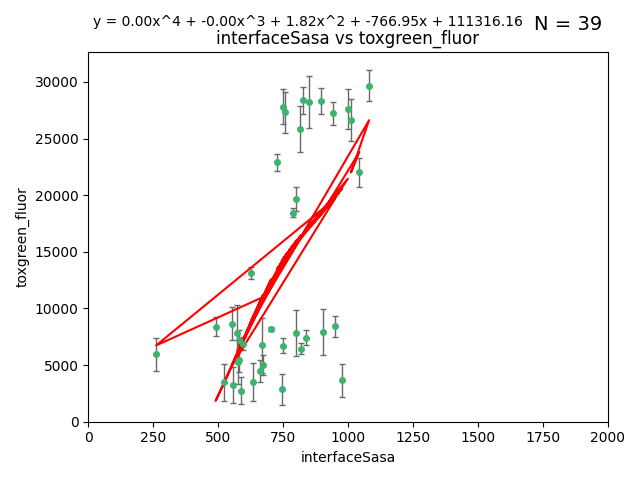 y = 0.00x^4 + -0.00x^3 + 1.82x^2 + -766.95x + 111316.16 N = 39
interfaceSasa vs toxgreen_fluor
30000
25000
20000
15000
10000
5000
0
toxgreen_fluor
0 250 500 750 1000 1250 1500 1750 2000
interfaceSasa